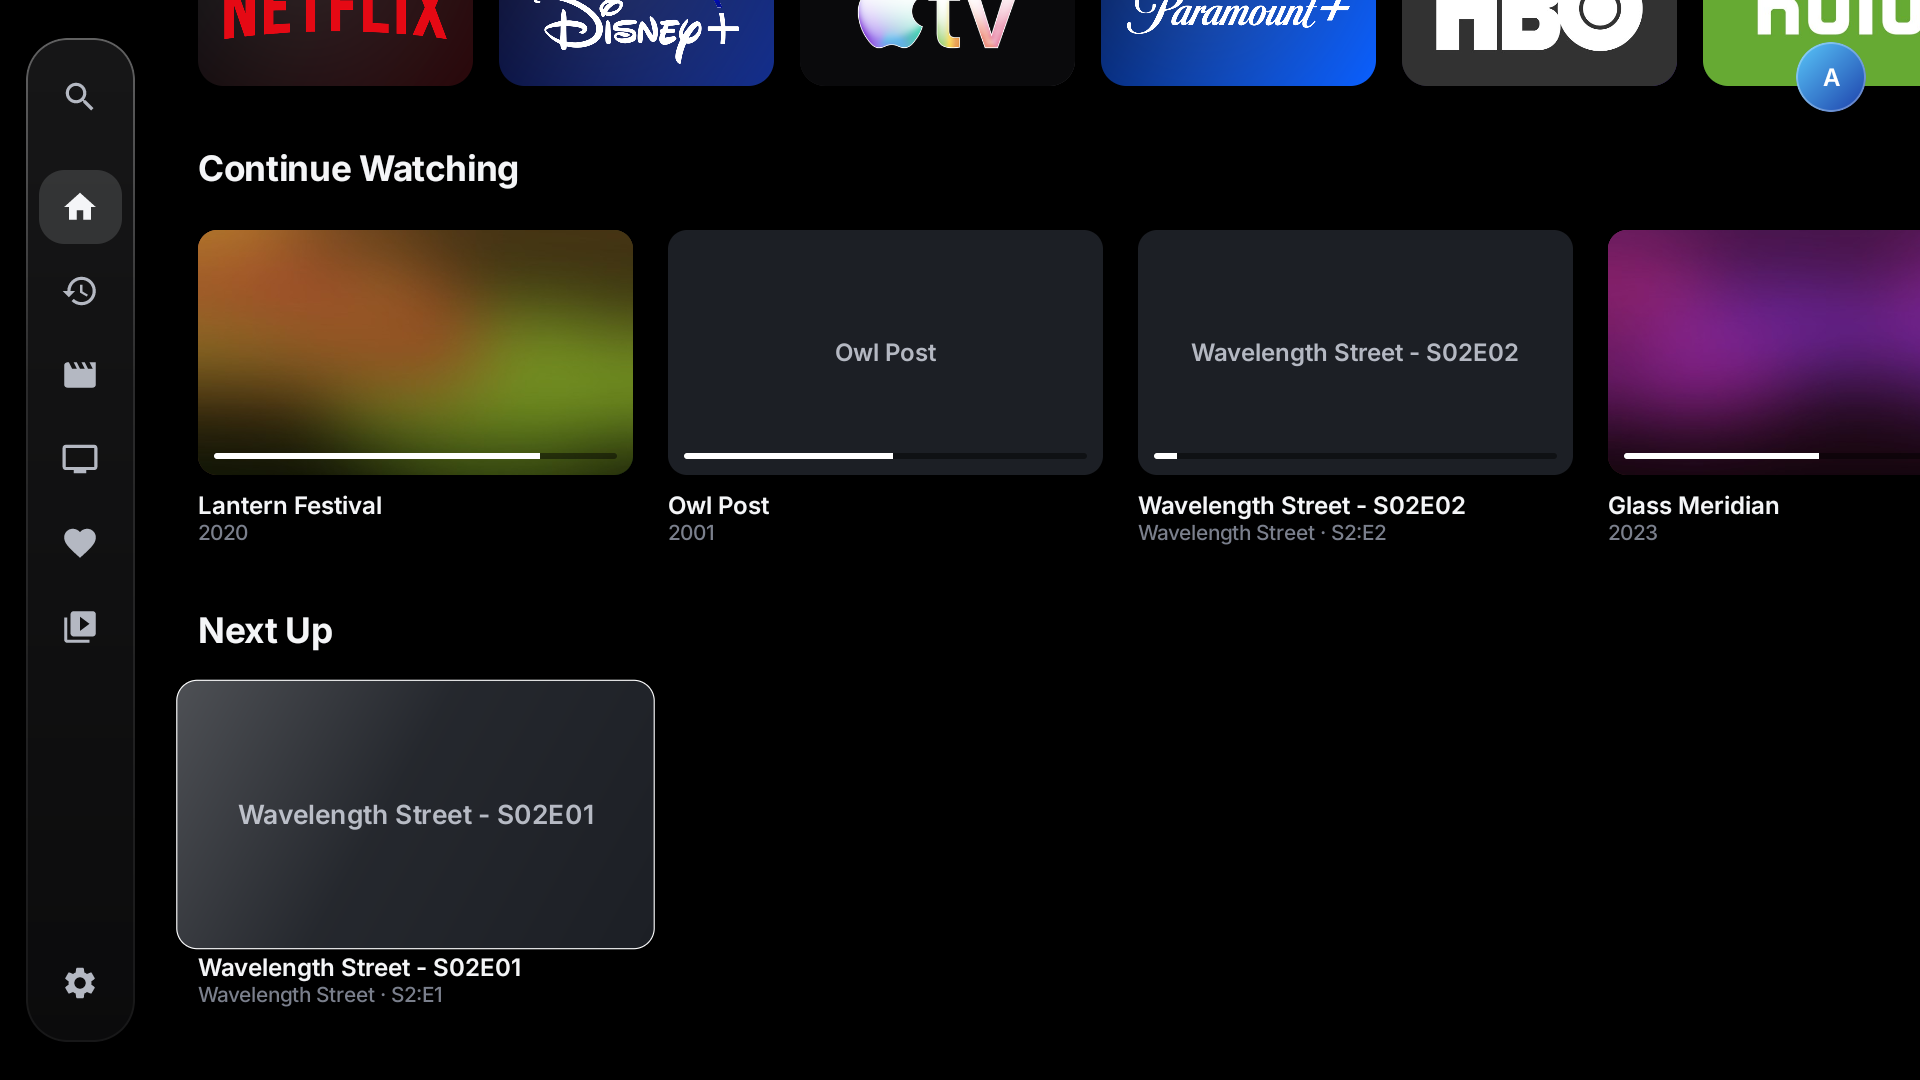 NETFLIX
Disney+
tv
Paramount+
HBO
hulu
A
Continue Watching
Owl Post
Wavelength Street - S02E02
Lantern Festival
2020
Owl Post
2001
Wavelength Street - S02E02
Wavelength Street · S2:E2
Glass Meridian
2023
Next Up
Wavelength Street - S02E01
Wavelength Street - S02E01
Wavelength Street · S2:E1